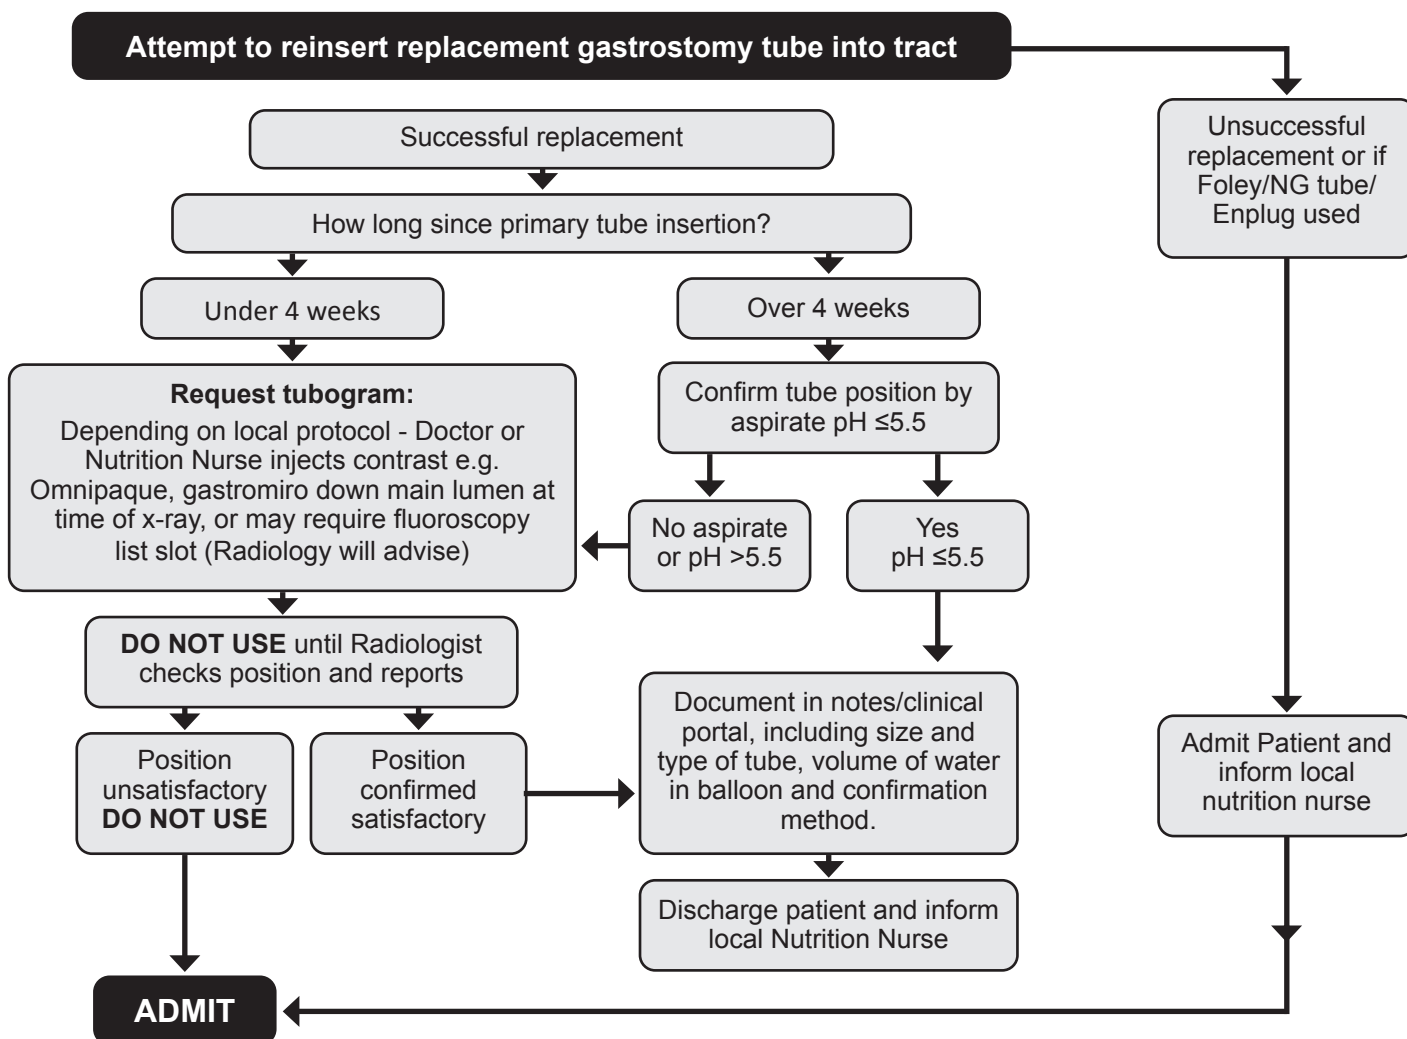 Attempt to reinsert replacement gastrostomy tube into tract
Successful replacement
How long since primary tube insertion?
Under 4 weeks
Over 4 weeks
Request tubogram:
Depending on local protocol - Doctor or
Nutrition Nurse injects contrast e.g.
Omnipaque, gastromiro down main lumen at
time of x-ray, or may require fluoroscopy
list slot (Radiology will advise)
Confirm tube position by
aspirate pH ≤5.5
No aspirate
or pH >5.5
Yes
pH ≤5.5
DO NOT USE until Radiologist
checks position and reports
Position
unsatisfactory
DO NOT USE
Position
confirmed
satisfactory
Document in notes/clinical
portal, including size and
type of tube, volume of water
in balloon and confirmation
method.
Discharge patient and inform
local Nutrition Nurse
Unsuccessful
replacement or if
Foley/NG tube/
Enplug used
Admit Patient and
inform local
nutrition nurse
ADMIT